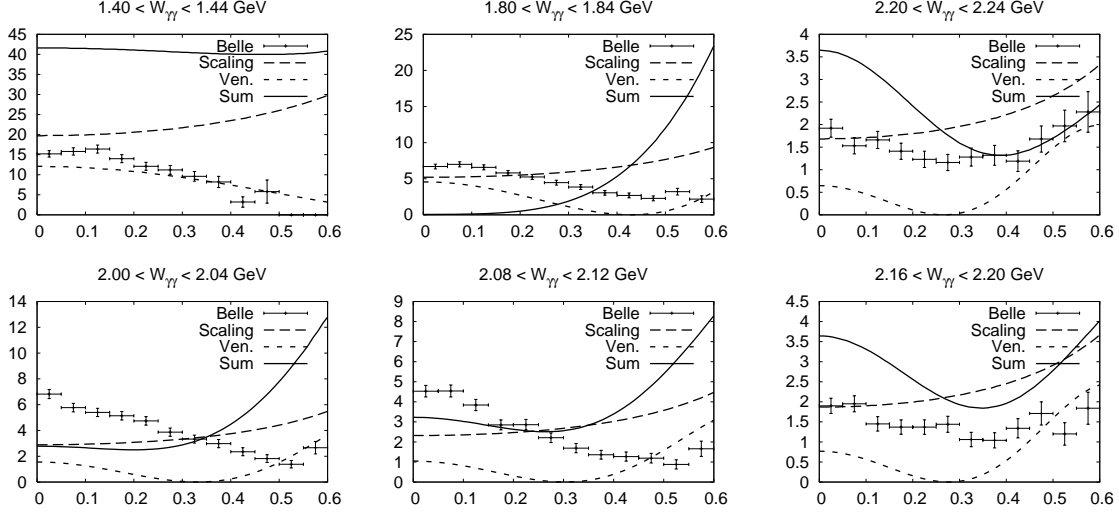 1.40 < Wγγ < 1.44 GeV
45
40
35
30
25
20
15
10
5
0
0 0.1 0.2 0.3 0.4 0.5 0.6
Belle
Scaling
Ven.
Sum
1.80 < Wγγ < 1.84 GeV
25
20
15
10
5
0
0 0.1 0.2 0.3 0.4 0.5 0.6
Belle
Scaling
Ven.
Sum
2.20 < Wγγ < 2.24 GeV
4
3.5
3
2.5
2
1.5
1
0.5
0
0 0.1 0.2 0.3 0.4 0.5 0.6
Belle
Scaling
Ven.
Sum
2.00 < Wγγ < 2.04 GeV
14
12
10
8
6
4
2
0
0 0.1 0.2 0.3 0.4 0.5 0.6
Belle
Scaling
Ven.
Sum
2.08 < Wγγ < 2.12 GeV
9
8
7
6
5
4
3
2
1
0
0 0.1 0.2 0.3 0.4 0.5 0.6
Belle
Scaling
Ven.
Sum
2.16 < Wγγ < 2.20 GeV
4.5
4
3.5
3
2.5
2
1.5
1
0.5
0
0 0.1 0.2 0.3 0.4 0.5 0.6
Belle
Scaling
Ven.
Sum